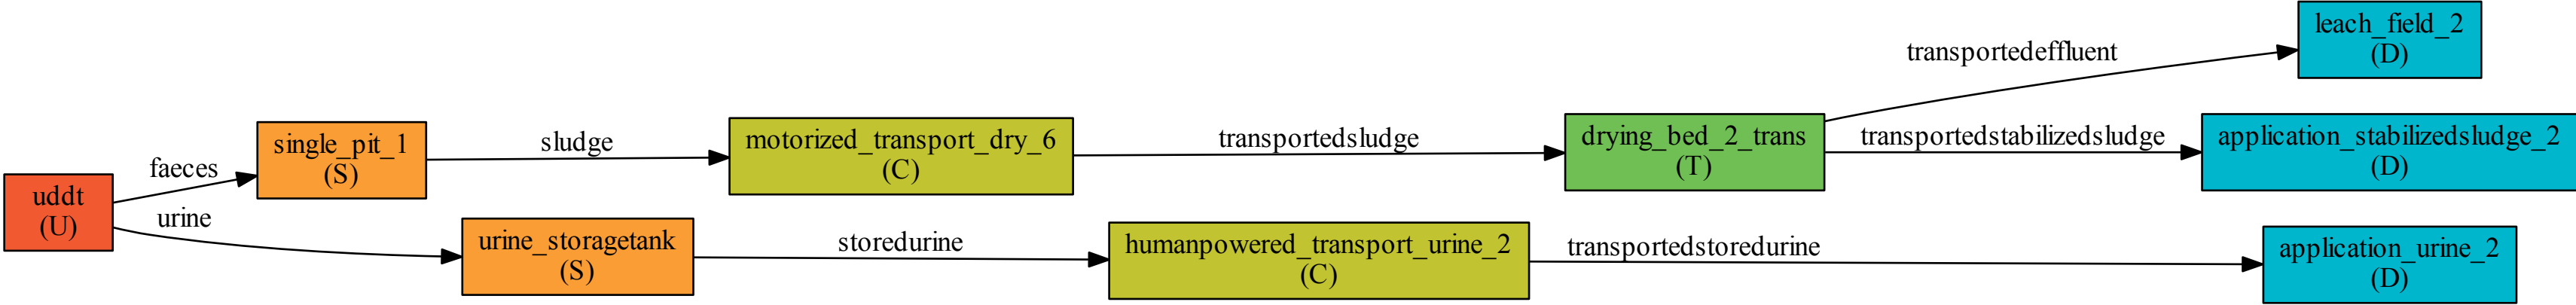 uddt
(U)
faeces
urine
single_pit_1
(S)
sludge
motorized_transport_dry_6
(C)
transportedsludge
drying_bed_2_trans
(T)
transportedeffluent
leach_field_2
(D)
transportedstabilizedsludge
application_stabilizedsludge_2
(D)
urine_storagetank
(S)
storedurine
humanpowered_transport_urine_2
(C)
transportedstoredurine
application_urine_2
(D)